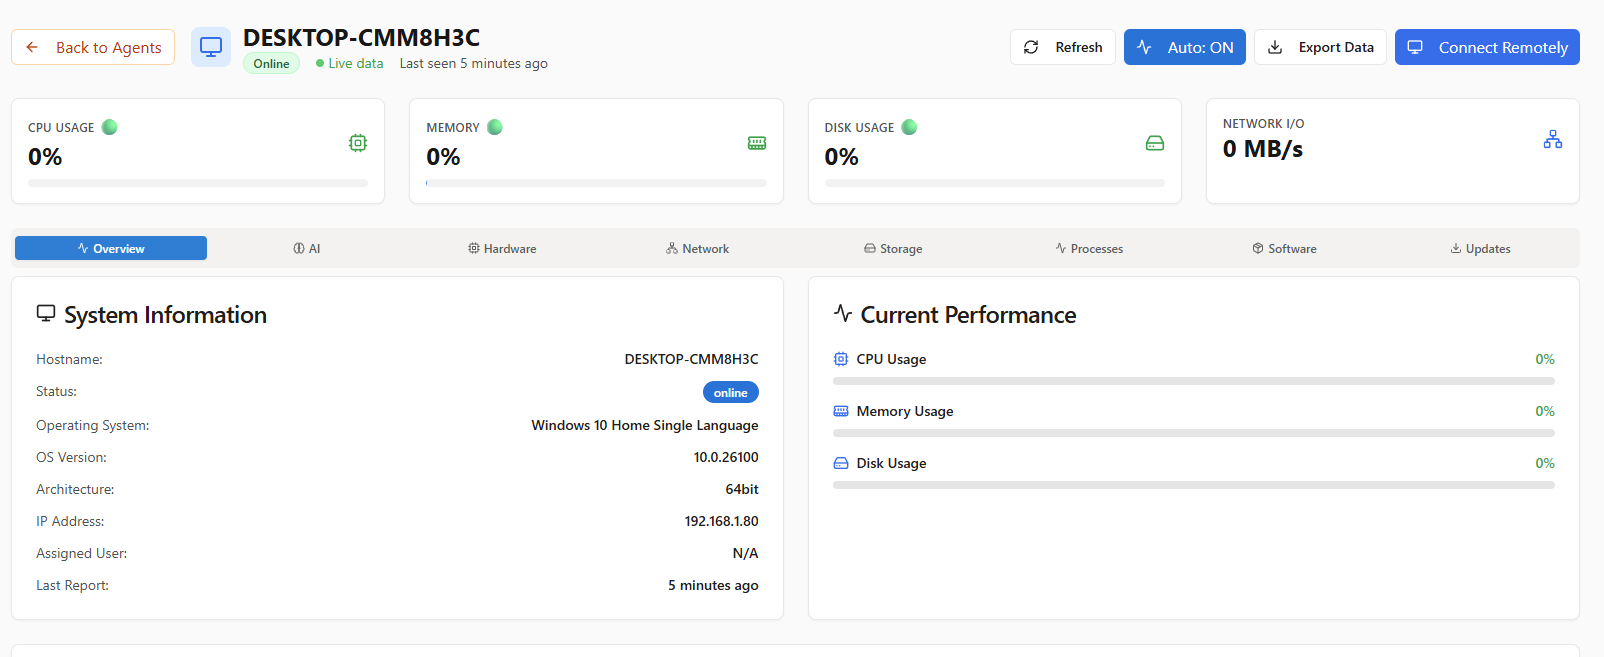 Back to Agents
DESKTOP-CMM8H3C
Online Live data Last seen 5 minutes ago
Refresh
Auto: ON
Export Data
Connect Remotely
CPU USAGE
0%
MEMORY
0%
DISK USAGE
0%
NETWORK I/O
0 MB/s
Overview
AI
Hardware
Network
Storage
Processes
Software
Updates
System Information
Hostname: DESKTOP-CMM8H3C
Status: online
Operating System: Windows 10 Home Single Language
OS Version: 10.0.26100
Architecture: 64bit
IP Address: 192.168.1.80
Assigned User: N/A
Last Report: 5 minutes ago
Current Performance
CPU Usage 0%
Memory Usage 0%
Disk Usage 0%